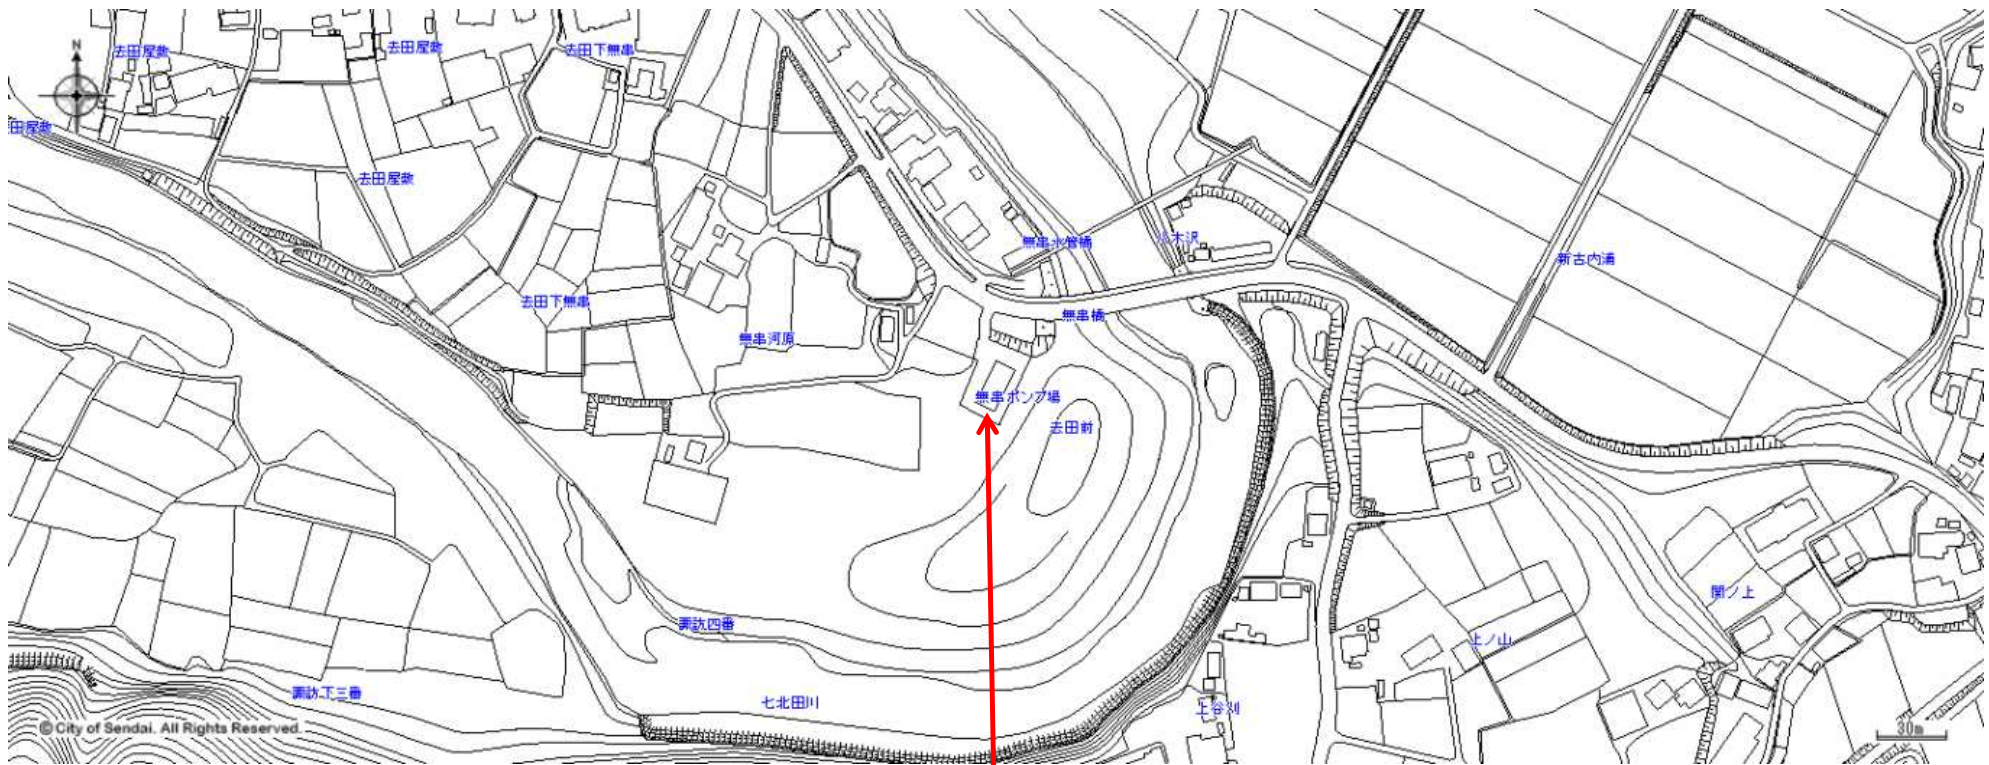 N
去田屋敷
去田屋敷
去田下無串
田屋敷
去田屋敷
無串水管橋
八木沢
新古内浦
去田下無串
無串橋
無串河原
無串ポンプ場
去田前
関ノ上
諏訪四番
上ノ山
諏訪下三番
七北田川
上谷刈
© City of Sendai. All Rights Reserved.
30m